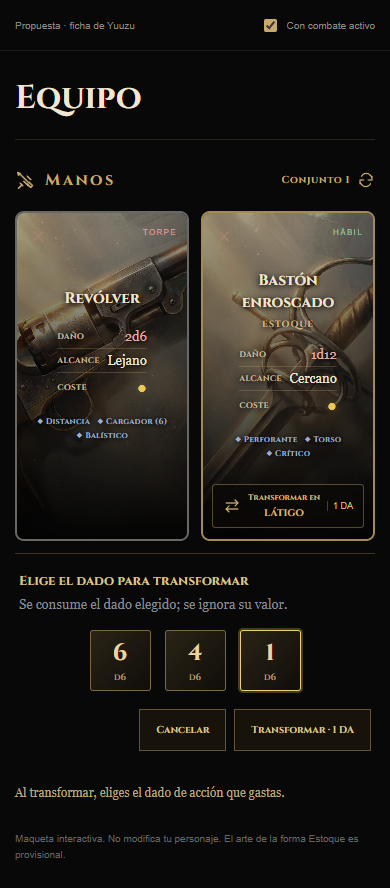 Propuesta · ficha de Yuuzu
Con combate activo
Equipo
Manos
Conjunto 1
TORPE
Revólver
DAÑO 2d6
ALCANCE Lejano
COSTE
Distancia Cargador (6)
Balístico
HÁBIL
Bastón
enroscado
ESTOQUE
DAÑO 1d12
ALCANCE Cercano
COSTE
Perforante Torso
Crítico
Transformar en
LÁTIGO
1 DA
Elige el dado para transformar
Se consume el dado elegido; se ignora su valor.
6 4 1
D6 D6 D6
Cancelar
Transformar · 1 DA
Al transformar, eliges el dado de acción que gastas.
Maqueta interactiva. No modifica tu personaje. El arte de la forma Estoque es
provisional.